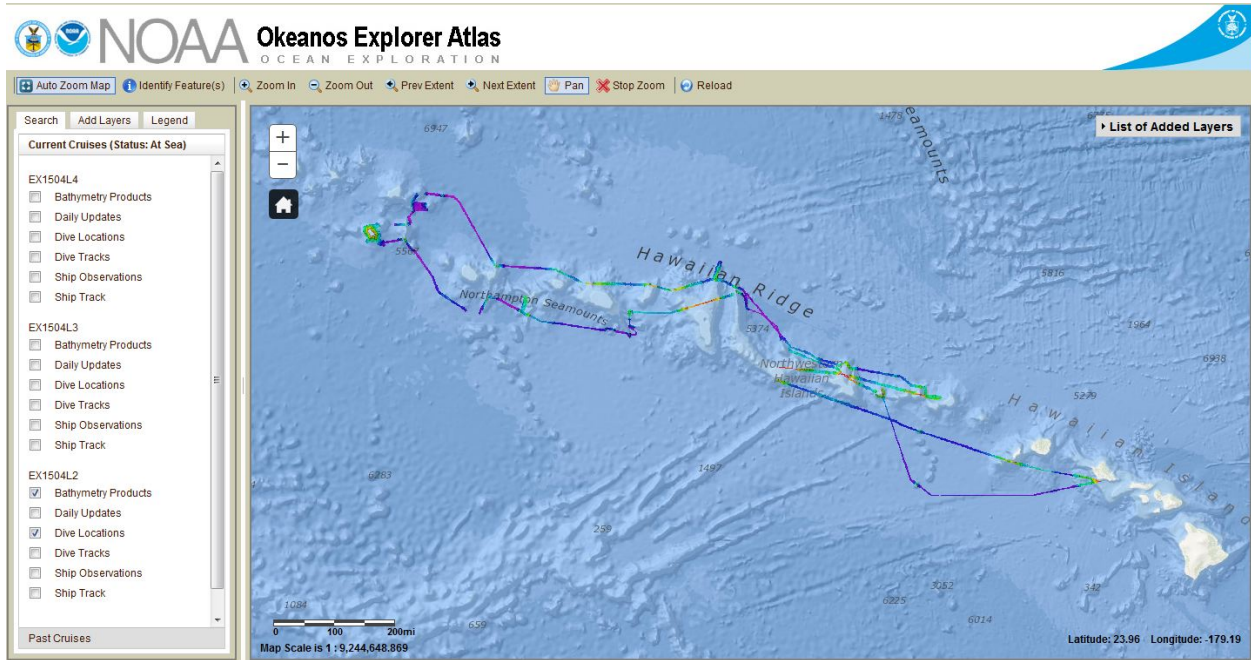 NOAA Okeanos Explorer Atlas
OCEAN EXPLORATION
Auto Zoom Map Identify Feature(s) Zoom In Zoom Out Prev Extent Next Extent Pan Stop Zoom Reload
Search Add Layers Legend
Current Cruises (Status: At Sea)
EX1504L4
Bathymetry Products
Daily Updates
Dive Locations
Dive Tracks
Ship Observations
Ship Track
EX1504L3
Bathymetry Products
Daily Updates
Dive Locations
Dive Tracks
Ship Observations
Ship Track
EX1504L2
Bathymetry Products
Daily Updates
Dive Locations
Dive Tracks
Ship Observations
Ship Track
Past Cruises
+
−
List of Added Layers
6947
1478
eamounts
Hawaiian Ridge
5816
Northampton Seamounts
1964
5374
6938
Northwestern
Hawaiian
Islands
5279
Hawaiian Island
6283
1497
259
3052
342
6225
6014
1084
659
0 100 200mi
Map Scale is 1 : 9,244,648.869
Latitude: 23.96 Longitude: -179.19